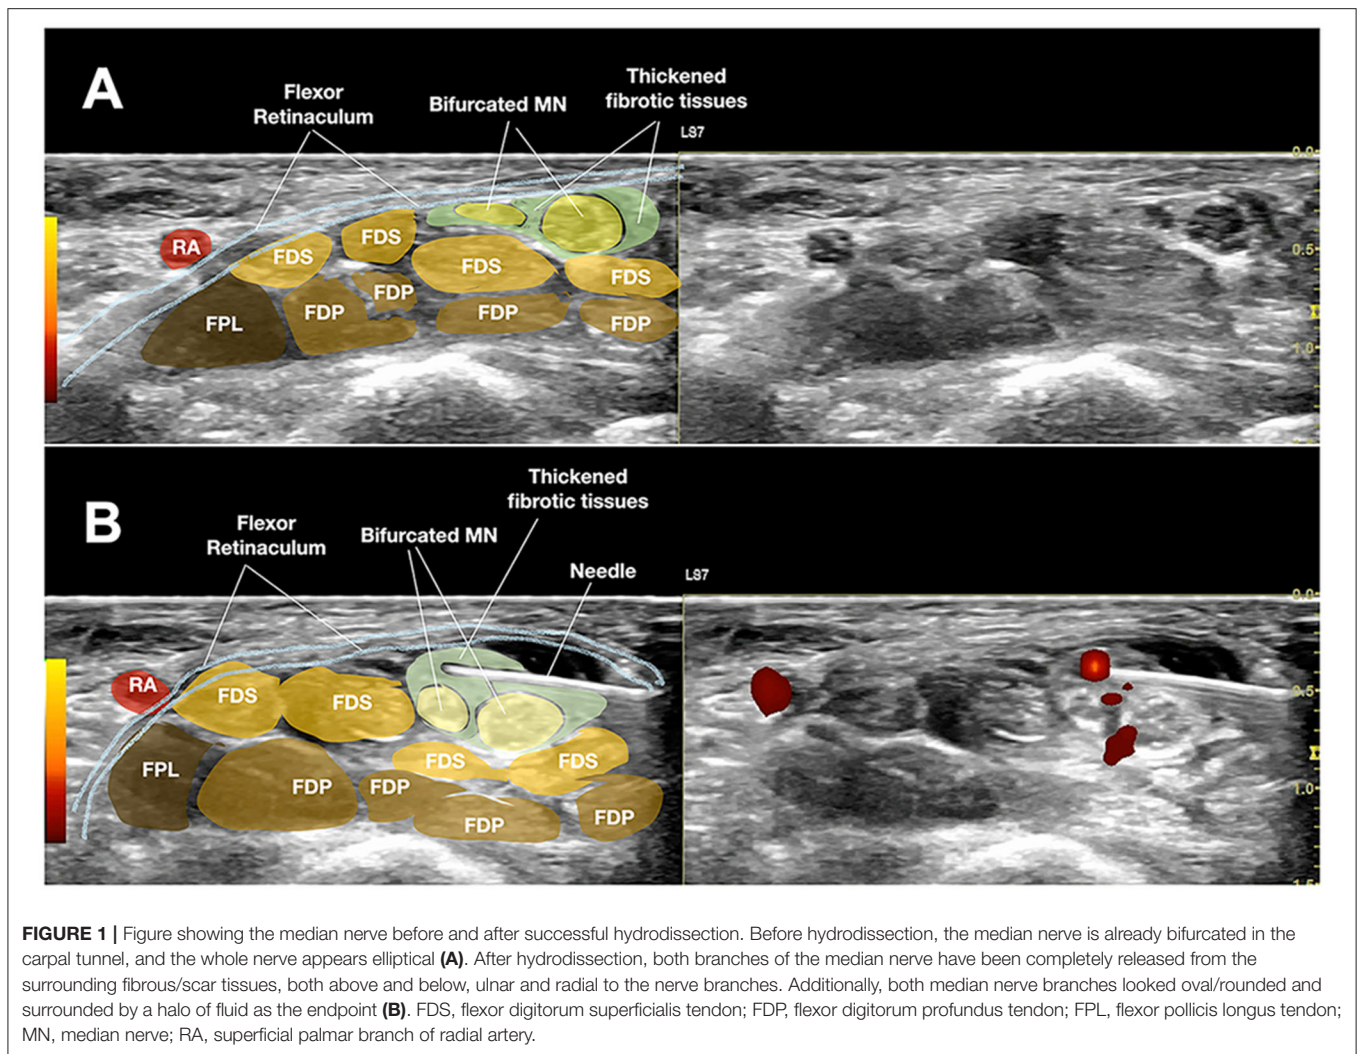 A
Flexor
Retinaculum
Bifurcated MN
Thickened
fibrotic tissues
L87
0.0
RA
FDS
FDS
FDS
FDS
0.5
FPL
FDP
FDP
FDP
FDP
1.0
B
Flexor
Retinaculum
Bifurcated MN
Thickened
fibrotic tissues
Needle
L87
0.0
RA
FDS
FDS
0.5
FPL
FDP
FDP
FDS
FDS
FDP
FDP
1.0
1.5
FIGURE 1 | Figure showing the median nerve before and after successful hydrodissection. Before hydrodissection, the median nerve is already bifurcated in the
carpal tunnel, and the whole nerve appears elliptical (A). After hydrodissection, both branches of the median nerve have been completely released from the
surrounding fibrous/scar tissues, both above and below, ulnar and radial to the nerve branches. Additionally, both median nerve branches looked oval/rounded and
surrounded by a halo of fluid as the endpoint (B). FDS, flexor digitorum superficialis tendon; FDP, flexor digitorum profundus tendon; FPL, flexor pollicis longus tendon;
MN, median nerve; RA, superficial palmar branch of radial artery.